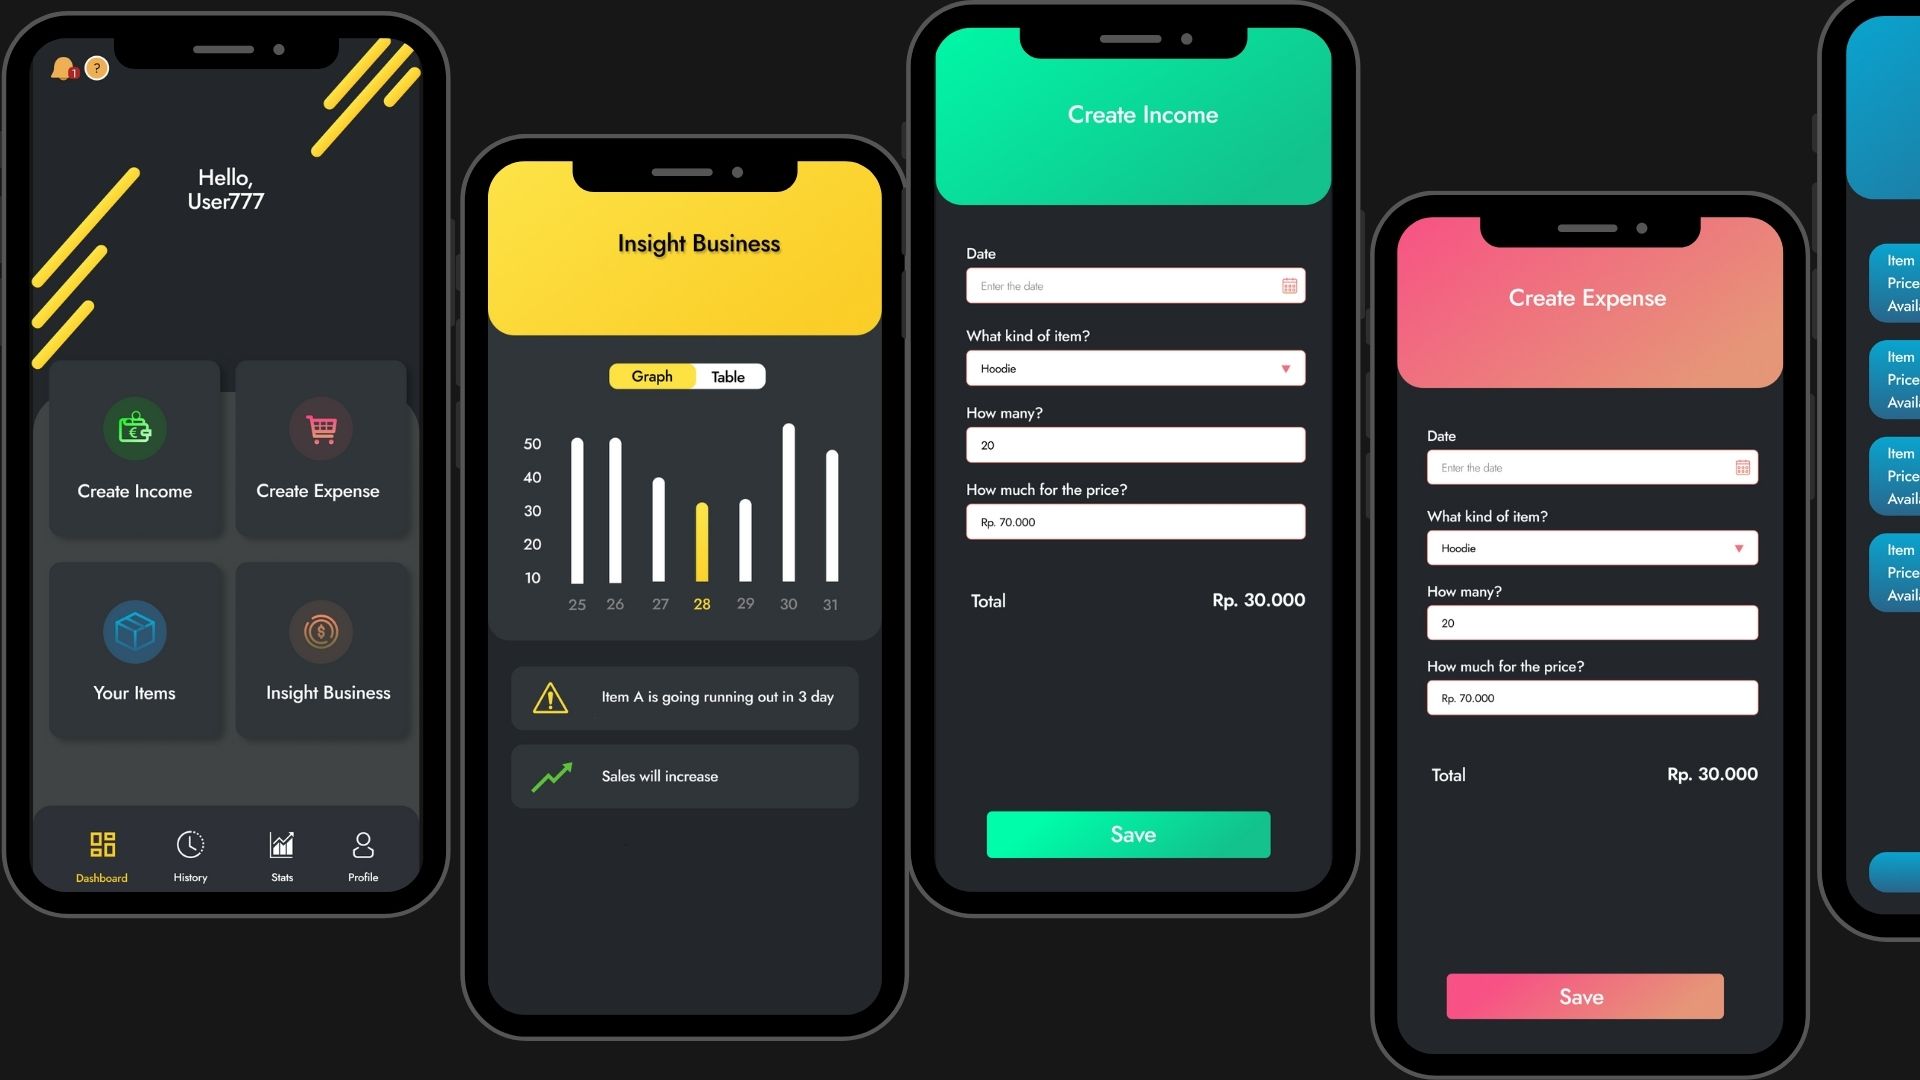 1
?
Hello,
User777
Create Income
Create Expense
€
Your Items
$
Insight Business
Dashboard
History
Stats
Profile
Insight Business
Graph
Table
50
40
30
20
10
25
26
27
28
29
30
31
Item A is going running out in 3 day
Sales will increase
Create Income
Date
Enter the date
What kind of item?
Hoodie
How many?
20
How much for the price?
Rp. 70.000
Total
Rp. 30.000
Save
Create Expense
Date
Enter the date
What kind of item?
Hoodie
How many?
20
How much for the price?
Rp. 70.000
Total
Rp. 30.000
Save
Item
Price
Availa
Item
Price
Availa
Item
Price
Availa
Item
Price
Availa